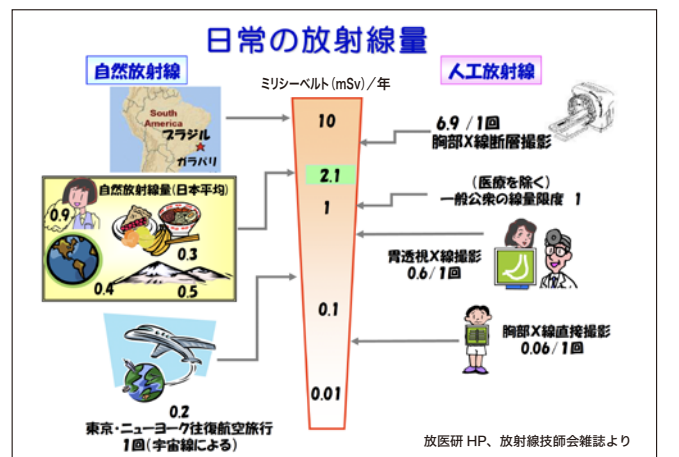 日常の放射線量
自然放射線
ミリシーベルト(mSv)/年
人工放射線
South
America
ブラジル
ガラパリ
10
6.9 /1回
胸部X線断層撮影
自然放射線量(日本平均)
0.9
0.3
0.4
0.5
2.1
1
(医療を除く)
一般公衆の線量限度 1
胃透視X線撮影
0.6/1回
0.1
胸部X線直接撮影
0.06/1回
0.01
0.2
東京・ニューヨーク往復航空旅行
1回(宇宙線による)
放医研 HP、放射線技師会雑誌より